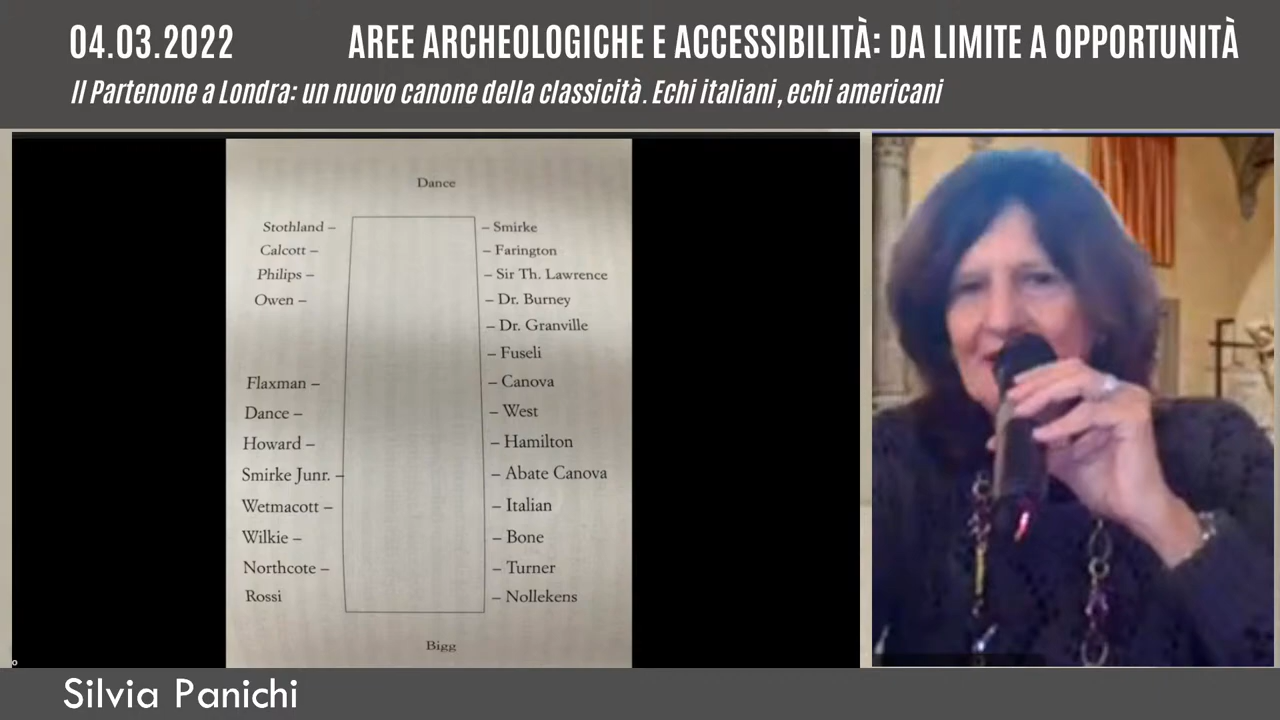 04.03.2022
AREE ARCHEOLOGICHE E ACCESSIBILITÀ: DA LIMITE A OPPORTUNITÀ
Il Partenone a Londra: un nuovo canone della classicità. Echi italiani, echi americani
Dance
Stothland –
Calcott –
Philips –
Owen –
Flaxman –
Dance –
Howard –
Smirke Junr. –
Wetmacott –
Wilkie –
Northcote –
Rossi
– Smirke
– Farington
– Sir Th. Lawrence
– Dr. Burney
– Dr. Granville
– Fuseli
– Canova
– West
– Hamilton
– Abate Canova
– Italian
– Bone
– Turner
– Nollekens
Bigg
Silvia Panichi